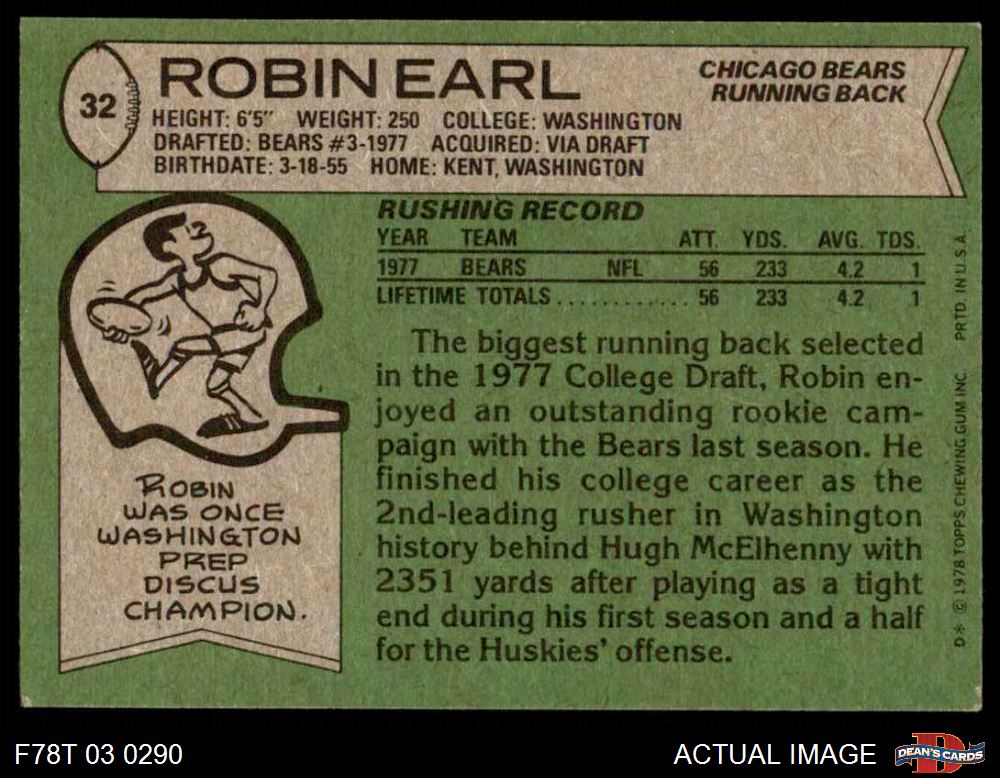 32
ROBIN EARL
CHICAGO BEARS
RUNNING BACK
HEIGHT: 6'5" WEIGHT: 250 COLLEGE: WASHINGTON
DRAFTED: BEARS #3-1977 ACQUIRED: VIA DRAFT
BIRTHDATE: 3-18-55 HOME: KENT, WASHINGTON
RUSHING RECORD
YEAR TEAM ATT. YDS. AVG. TDS.
1977 BEARS NFL 56 233 4.2 1
LIFETIME TOTALS............. 56 233 4.2 1
The biggest running back selected
in the 1977 College Draft, Robin en-
joyed an outstanding rookie cam-
paign with the Bears last season. He
finished his college career as the
2nd-leading rusher in Washington
history behind Hugh McElhenny with
2351 yards after playing as a tight
end during his first season and a half
for the Huskies' offense.
ROBIN
WAS ONCE
WASHINGTON
PREP
DISCUS
CHAMPION.
D* © 1978 TOPPS CHEWING GUM INC. PRTD. IN U.S.A.
F78T 03 0290
ACTUAL IMAGE
D
DEAN'S CARDS